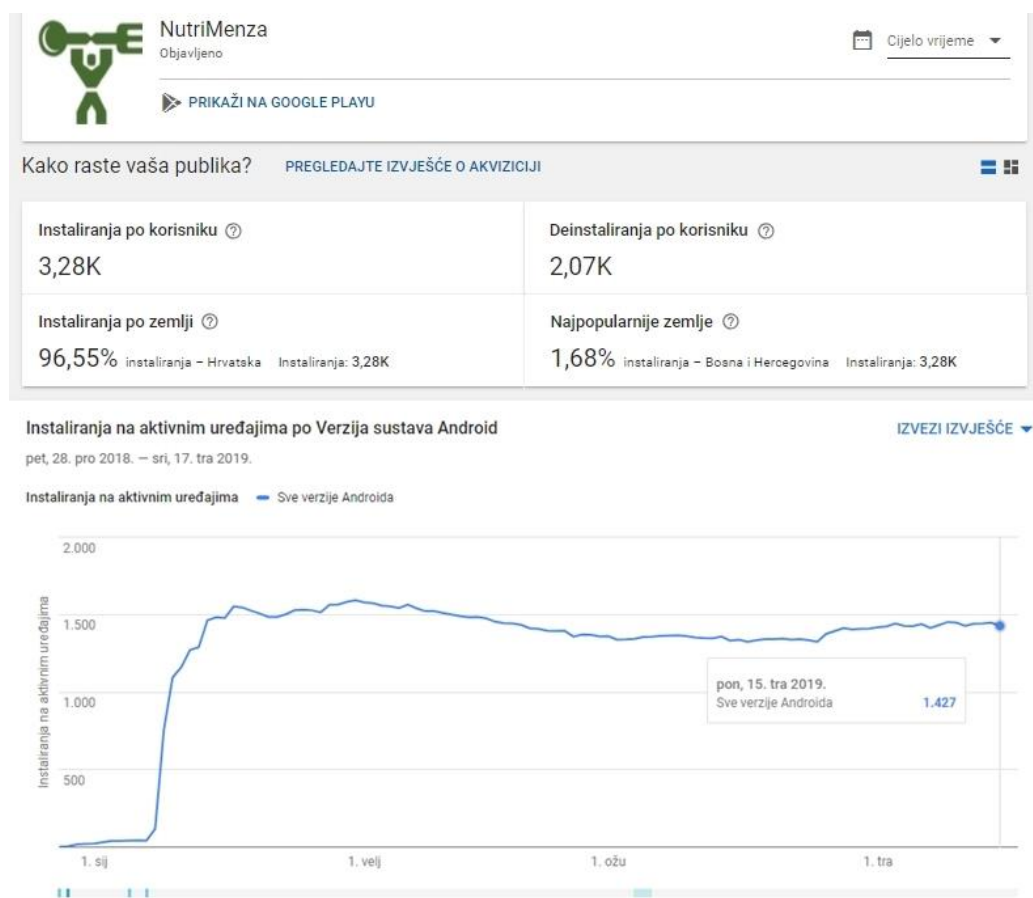 NutriMenza
Objavljeno
Cijelo vrijeme
PRIKAŽI NA GOOGLE PLAYU
Kako raste vaša publika? PREGLEDAJTE IZVJEŠĆE O AKVIZICIJI
Instaliranja po korisniku
3,28K
Deinstaliranja po korisniku
2,07K
Instaliranja po zemlji
96,55% instaliranja – Hrvatska Instaliranja: 3,28K
Najpopularnije zemlje
1,68% instaliranja – Bosna i Hercegovina Instaliranja: 3,28K
Instaliranja na aktivnim uređajima po Verzija sustava Android
IZVEZI IZVJEŠĆE
pet, 28. pro 2018. — sri, 17. tra 2019.
Instaliranja na aktivnim uređajima Sve verzije Androida
Instaliranja na aktivnim uređajima
2.000
1.500
1.000
500
pon, 15. tra 2019.
Sve verzije Androida 1.427
1. sij 1. velj 1. ožu 1. tra